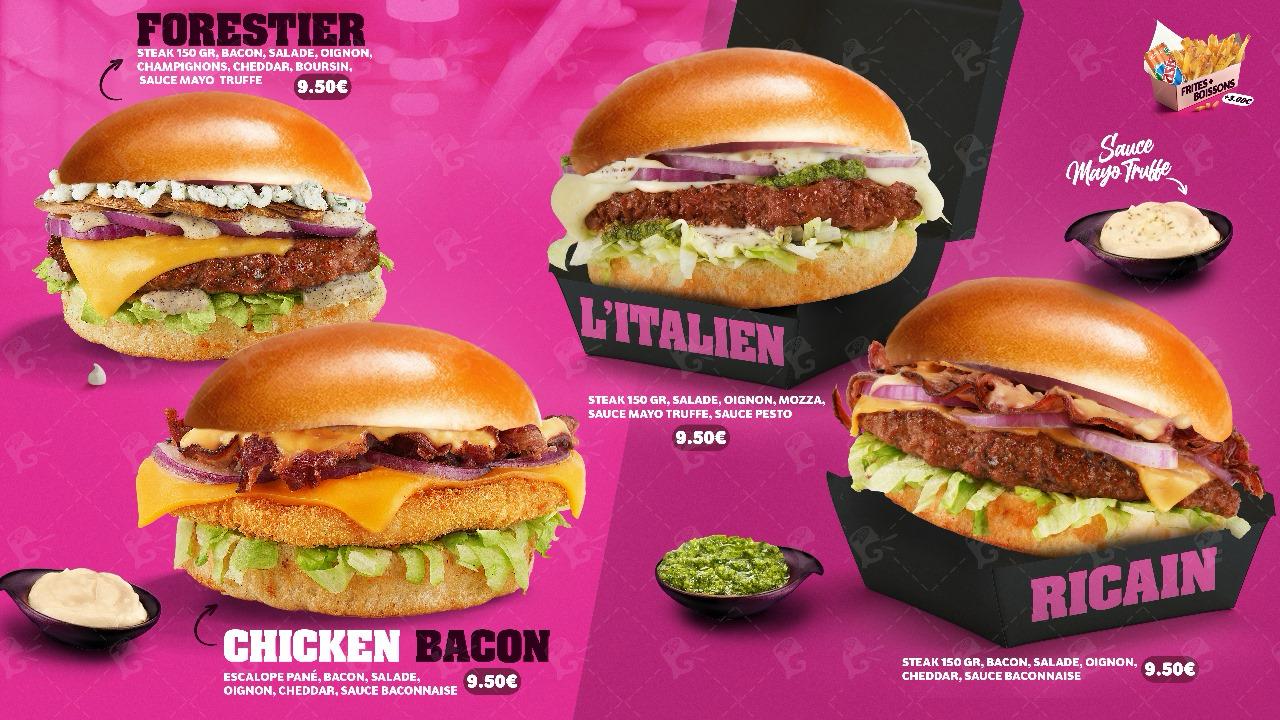 FORESTIER
STEAK 150 GR, BACON, SALADE, OIGNON,
CHAMPIGNONS, CHEDDAR, BOURSIN,
SAUCE MAYO TRUFFE
9.50€
FRITES+
BOISSONS
+3.00€
Sauce
Mayo Truffe
L'ITALIEN
STEAK 150 GR, SALADE, OIGNON, MOZZA,
SAUCE MAYO TRUFFE, SAUCE PESTO
9.50€
CHICKEN BACON
ESCALOPE PANÉ, BACON, SALADE,
OIGNON, CHEDDAR, SAUCE BACONNAISE
9.50€
RICAIN
STEAK 150 GR, BACON, SALADE, OIGNON,
CHEDDAR, SAUCE BACONNAISE
9.50€